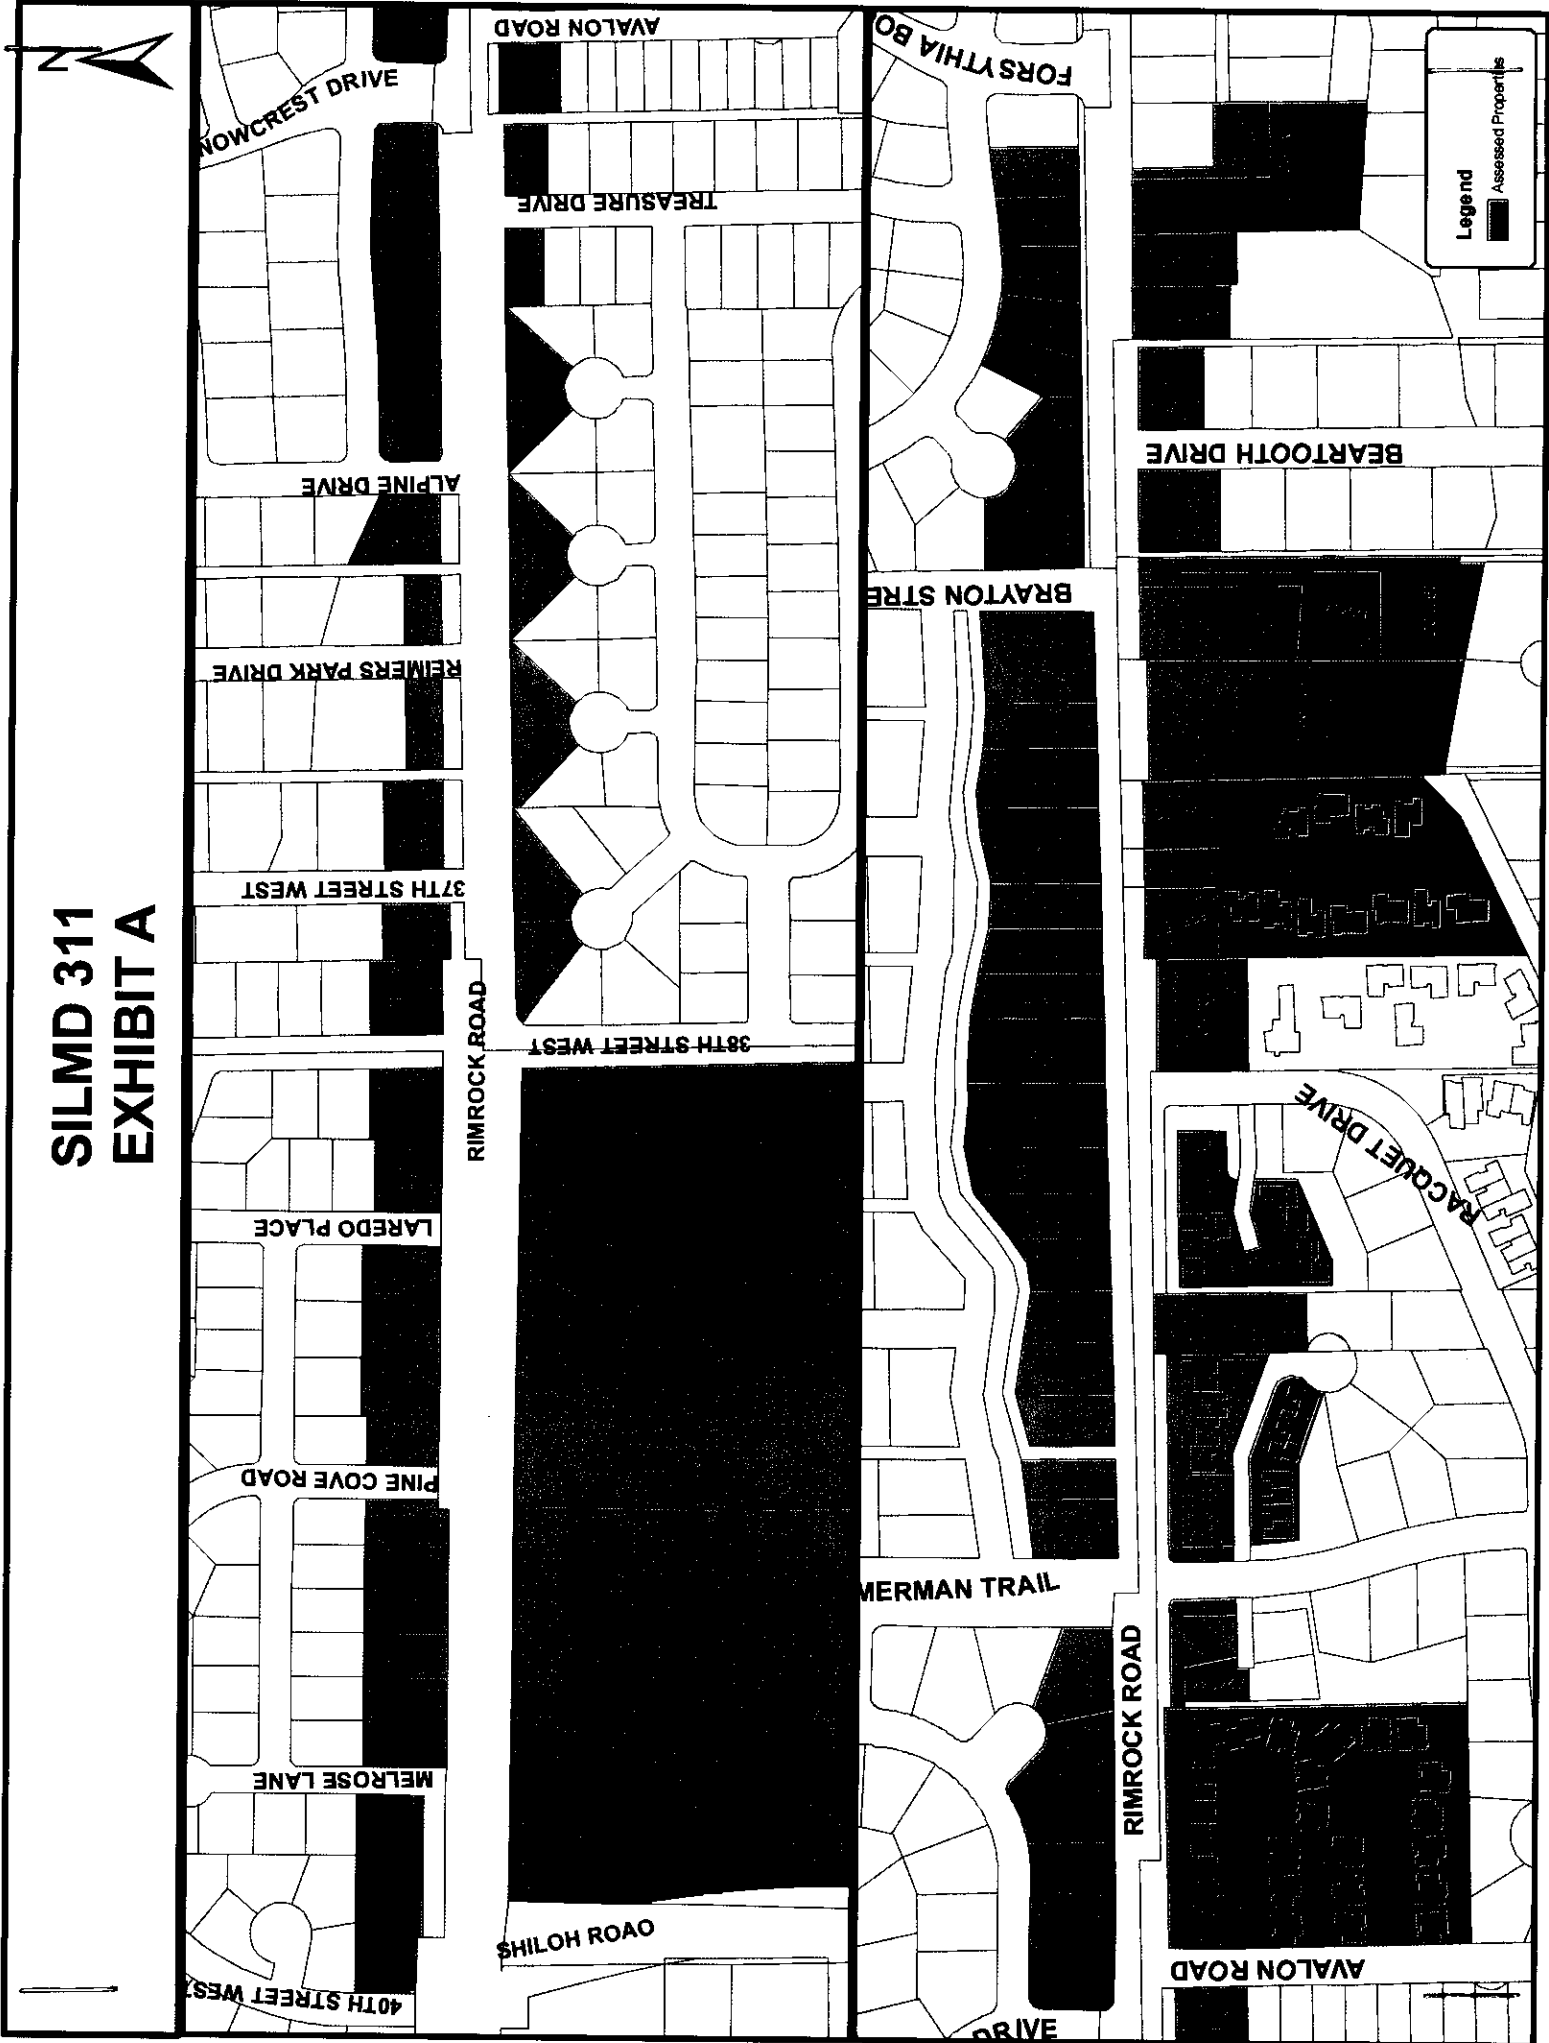 SILMD 311
EXHIBIT A
N
NOWCREST DRIVE
ALPINE DRIVE
REIMERS PARK DRIVE
37TH STREET WEST
LAREDO PLACE
PINE COVE ROAD
MELROSE LANE
40TH STREET WEST
RIMROCK ROAD
AVALON ROAD
TREASURE DRIVE
38TH STREET WEST
SHILOH ROAD
FORSYTHIA BO
BRAYTON STRE
MERMAN TRAIL
DRIVE
RIMROCK ROAD
BEARTOOTH DRIVE
RACQUET DRIVE
AVALON ROAD
Legend
Assessed Properties